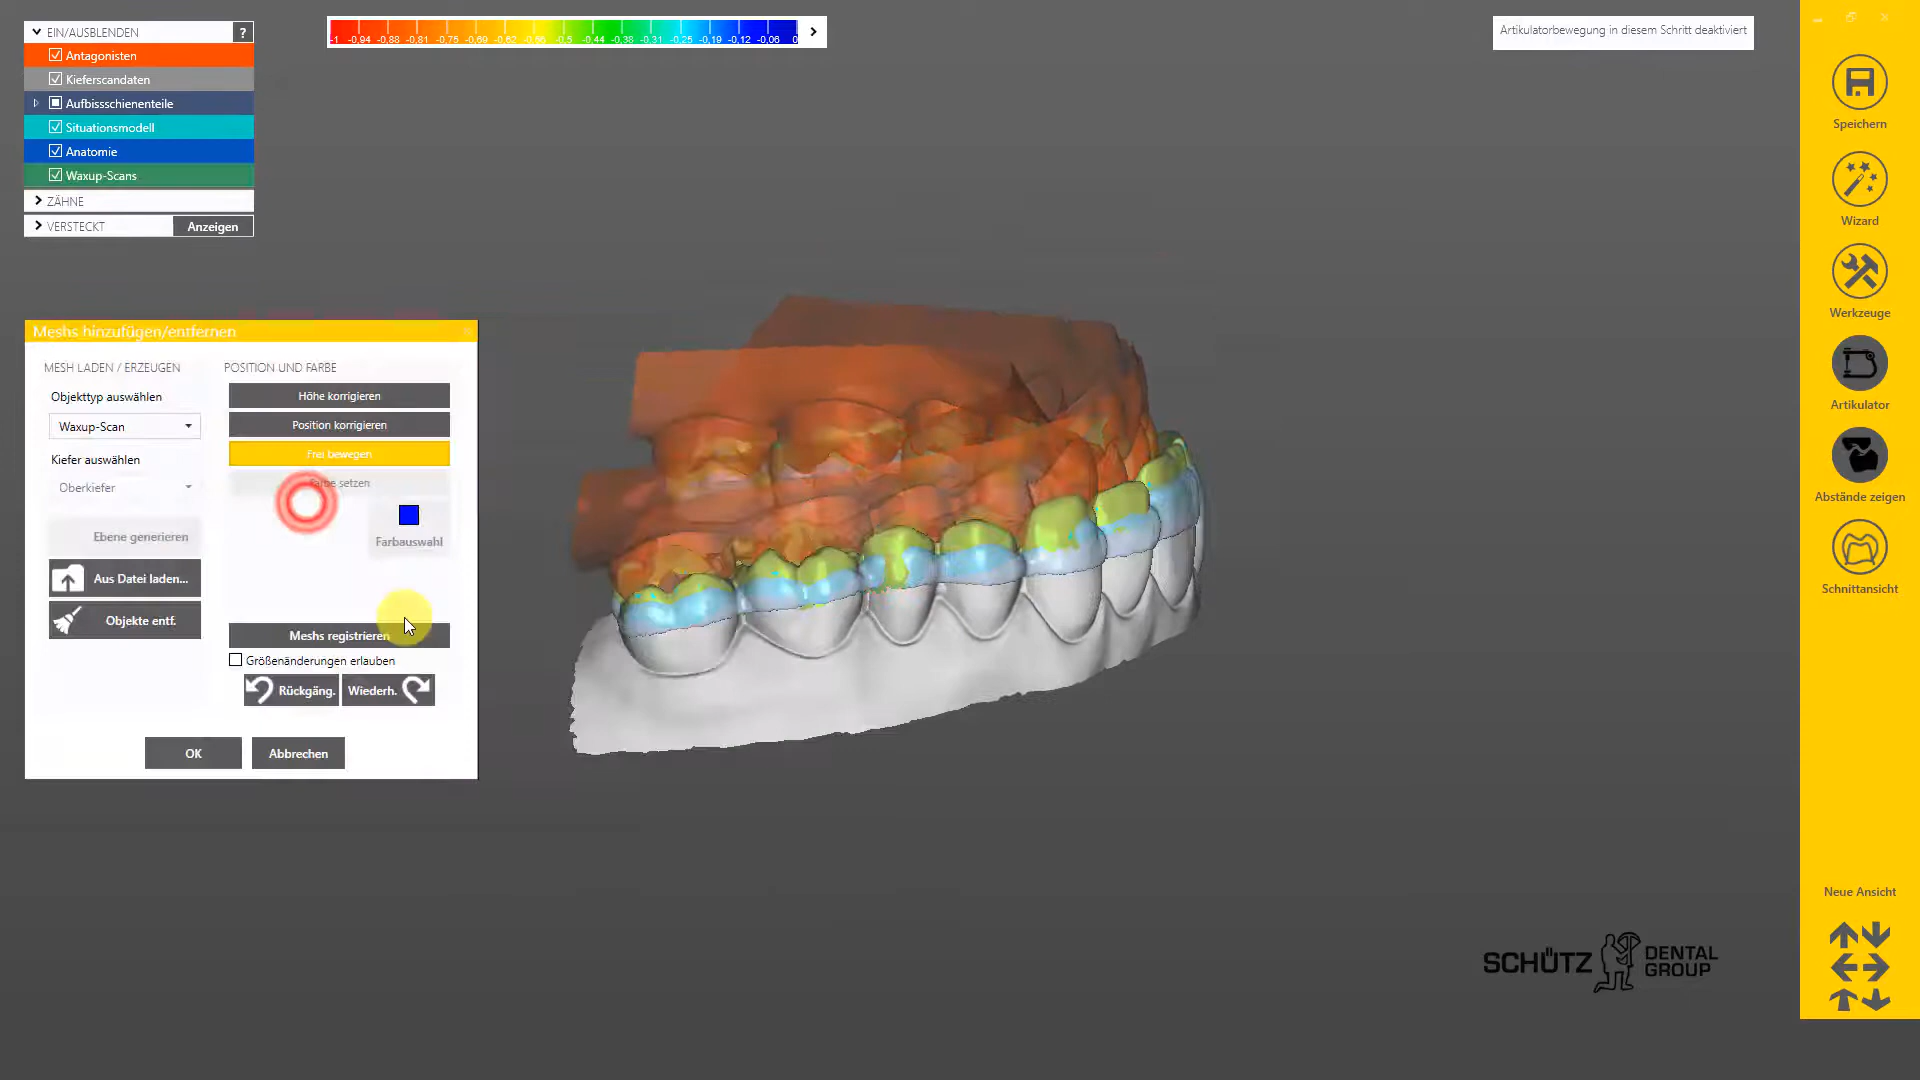 EIN/AUSBLENDEN ?
Antagonisten
Kieferscandaten
Aufbissschienenteile
Situationsmodell
Anatomie
Waxup-Scans
ZÄHNE
VERSTECKT Anzeigen
-1 -0,94 -0,88 -0,81 -0,75 -0,69 -0,62 -0,56 -0,5 -0,44 -0,38 -0,31 -0,25 -0,19 -0,12 -0,06 0
Artikulatorbewegung in diesem Schritt deaktiviert
Meshs hinzufügen/entfernen
MESH LADEN / ERZEUGEN
Objekttyp auswählen
Waxup-Scan
Kiefer auswählen
Oberkiefer
Ebene generieren
Aus Datei laden...
Objekte entf.
POSITION UND FARBE
Höhe korrigieren
Position korrigieren
Frei bewegen
Farbe setzen
Farbauswahl
Meshs registrieren
Größenänderungen erlauben
Rückgäng. Wiederh.
OK Abbrechen
Speichern
Wizard
Werkzeuge
Artikulator
Abstände zeigen
Schnittansicht
Neue Ansicht
SCHÜTZ DENTAL
GROUP